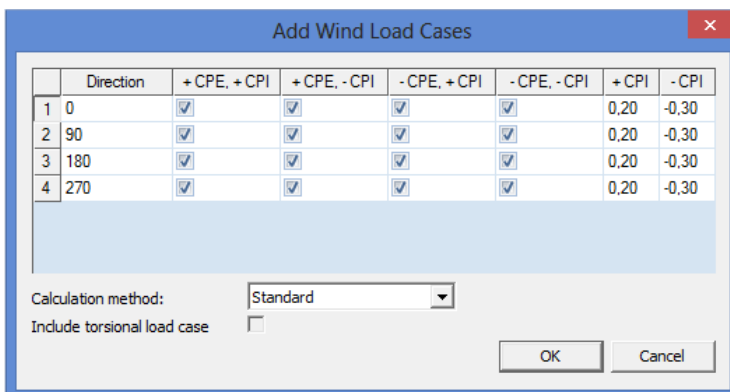 Add Wind Load Cases
Direction + CPE, + CPI + CPE, - CPI - CPE, + CPI - CPE, - CPI + CPI - CPI
1 0 0,20 -0,30
2 90 0,20 -0,30
3 180 0,20 -0,30
4 270 0,20 -0,30
Calculation method: Standard
Include torsional load case
OK Cancel